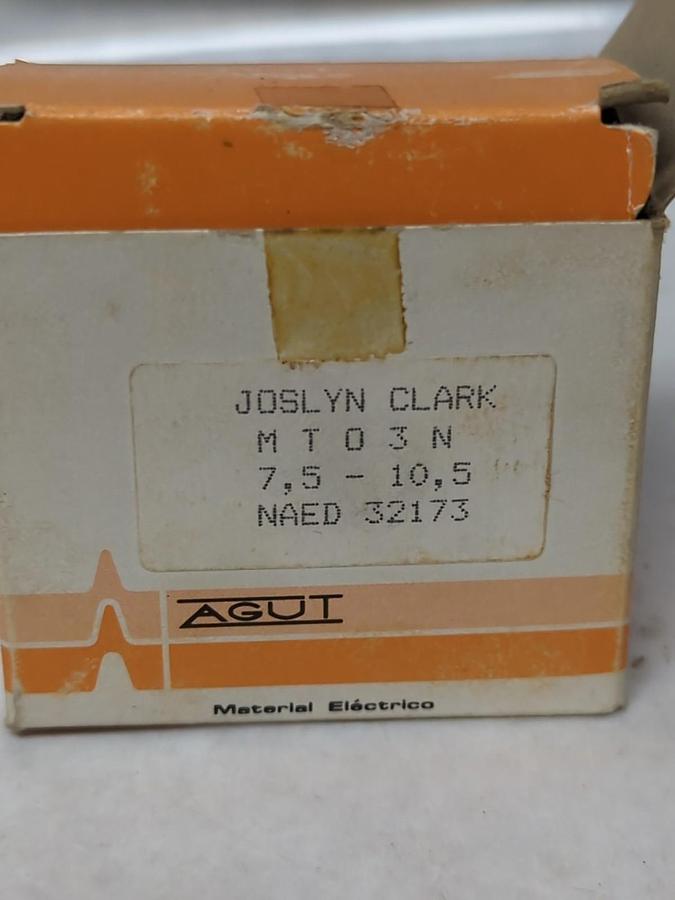 JOSLYN CLARK
M T O 3 N
7,5 - 10,5
NAED 32173
AGUT
Material Eléctrico